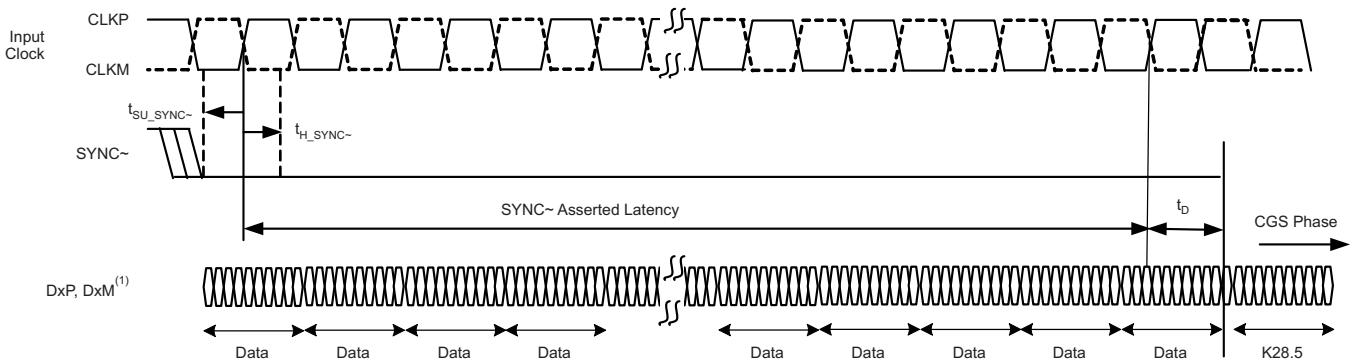 CLKP
Input
Clock
CLKM
tSU_SYNC~
tH_SYNC~
SYNC~
SYNC~ Asserted Latency
tD
CGS Phase
DxP, DxM(1)
Data Data Data Data Data Data Data Data Data K28.5